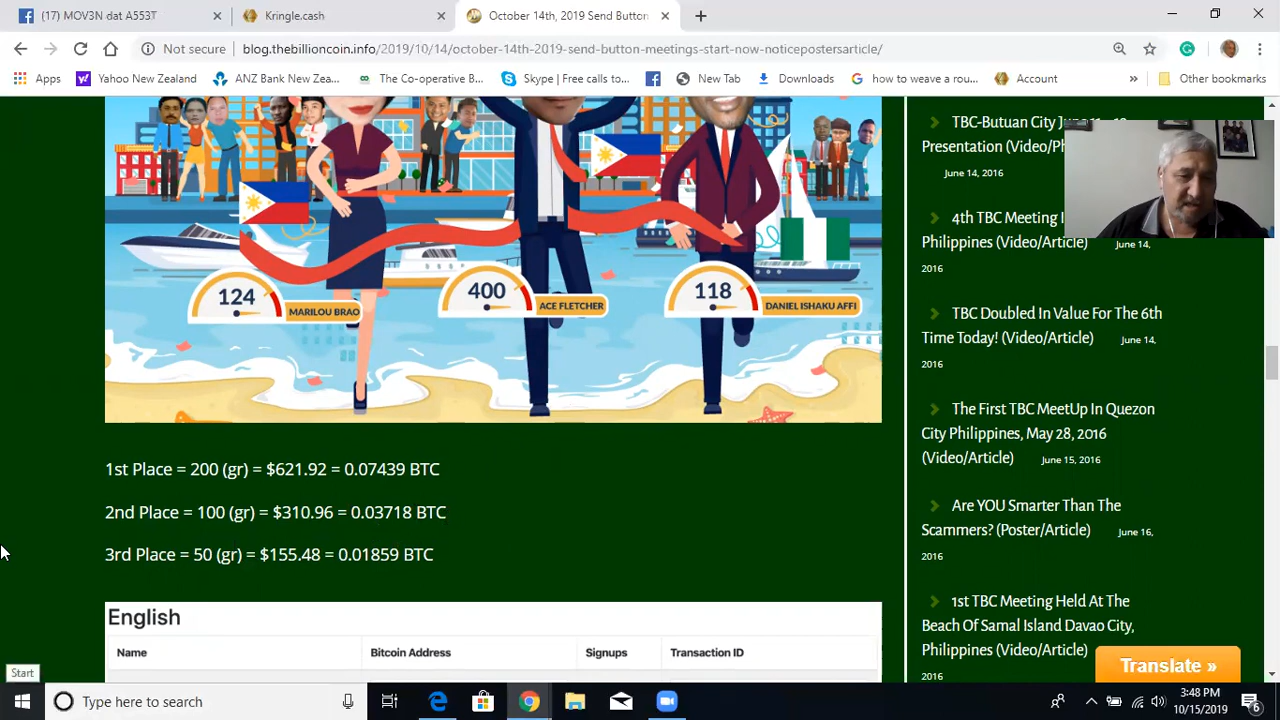 (17) MOV3N dat A553T
Kringle.cash
October 14th, 2019 Send Button
Not secure
blog.thebillioncoin.info/2019/10/14/october-14th-2019-send-button-meetings-start-now-noticepostersarticle/
Apps
Yahoo New Zealand
ANZ Bank New Zea...
The Co-operative B...
Skype | Free calls to...
New Tab
Downloads
how to weave a rou...
Account
»
Other bookmarks
124
MARILOU BRAO
400
ACE FLETCHER
118
DANIEL ISHAKU AFFI
1st Place = 200 (gr) = $621.92 = 0.07439 BTC
2nd Place = 100 (gr) = $310.96 = 0.03718 BTC
3rd Place = 50 (gr) = $155.48 = 0.01859 BTC
English
Name
Bitcoin Address
Signups
Transaction ID
TBC-Butuan City
Presentation
June 14, 2016
4th TBC Meeting
Philippines (Video/Article)
June 14,
2016
TBC Doubled In Value For The 6th
Time Today! (Video/Article)
June 14,
2016
The First TBC MeetUp In Quezon
City Philippines, May 28, 2016
(Video/Article)
June 15, 2016
Are YOU Smarter Than The
Scammers? (Poster/Article)
June 16,
2016
1st TBC Meeting Held At The
Beach Of Samal Island Davao City,
Philippines (Video/Article)
June 16,
2016
Translate »
Start
Type here to search
3:48 PM
10/15/2019
6